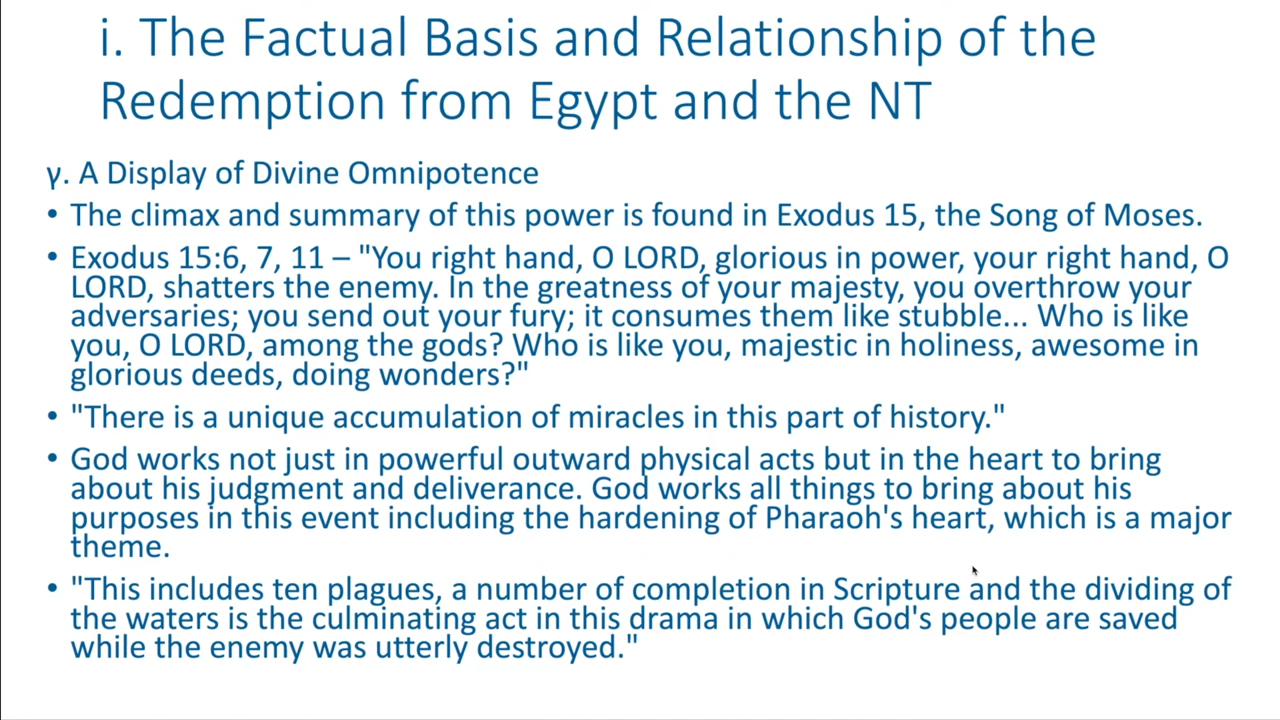 i. The Factual Basis and Relationship of the
Redemption from Egypt and the NT
γ. A Display of Divine Omnipotence
• The climax and summary of this power is found in Exodus 15, the Song of Moses.
• Exodus 15:6, 7, 11 – "You right hand, O LORD, glorious in power, your right hand, O
LORD, shatters the enemy. In the greatness of your majesty, you overthrow your
adversaries; you send out your fury; it consumes them like stubble... Who is like
you, O LORD, among the gods? Who is like you, majestic in holiness, awesome in
glorious deeds, doing wonders?"
• "There is a unique accumulation of miracles in this part of history."
• God works not just in powerful outward physical acts but in the heart to bring
about his judgment and deliverance. God works all things to bring about his
purposes in this event including the hardening of Pharaoh's heart, which is a major
theme.
• "This includes ten plagues, a number of completion in Scripture and the dividing of
the waters is the culminating act in this drama in which God's people are saved
while the enemy was utterly destroyed."